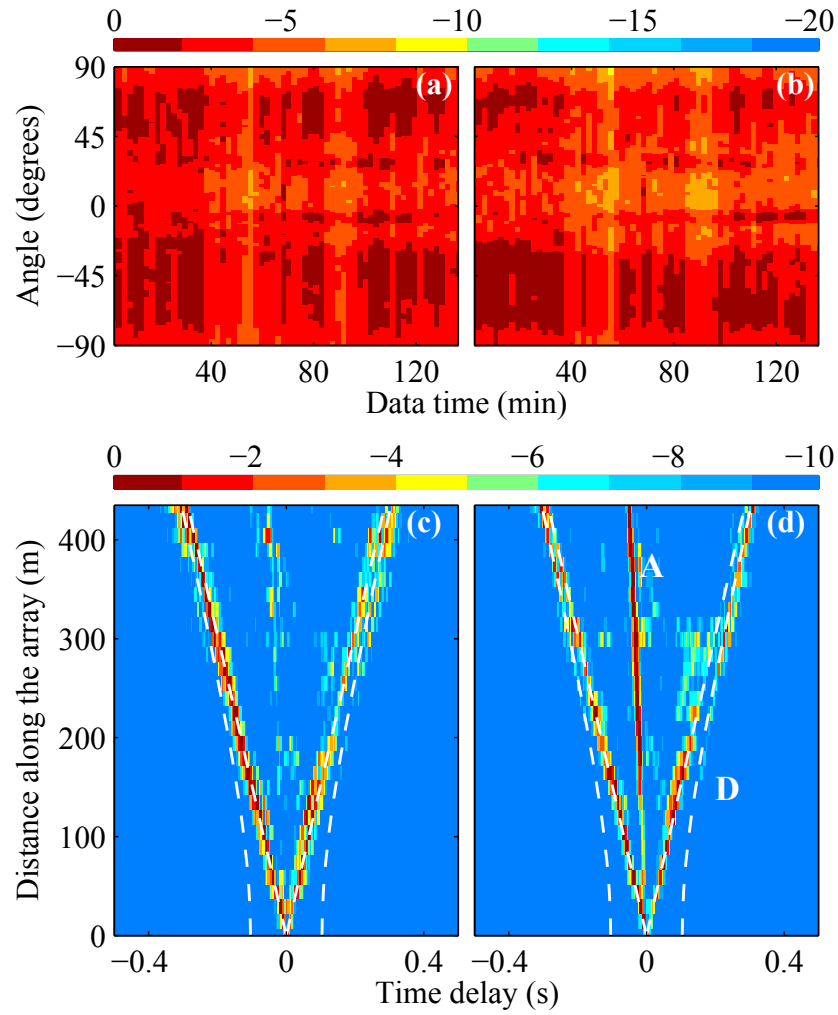 0 −5 −10 −15 −20
90 (a) (b)
45
0
−45
−90
40 80 120 40 80 120
Angle (degrees)
Data time (min)
0 −2 −4 −6 −8 −10
400 (c) (d)
A
300
200
D
100
0
−0.4 0 0.4 −0.4 0 0.4
Distance along the array (m)
Time delay (s)